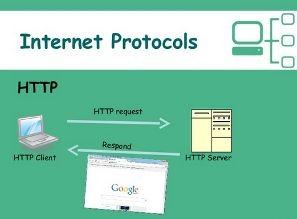 Internet Protocols
HTTP
HTTP request
Respond
HTTP Client
HTTP Server
Google